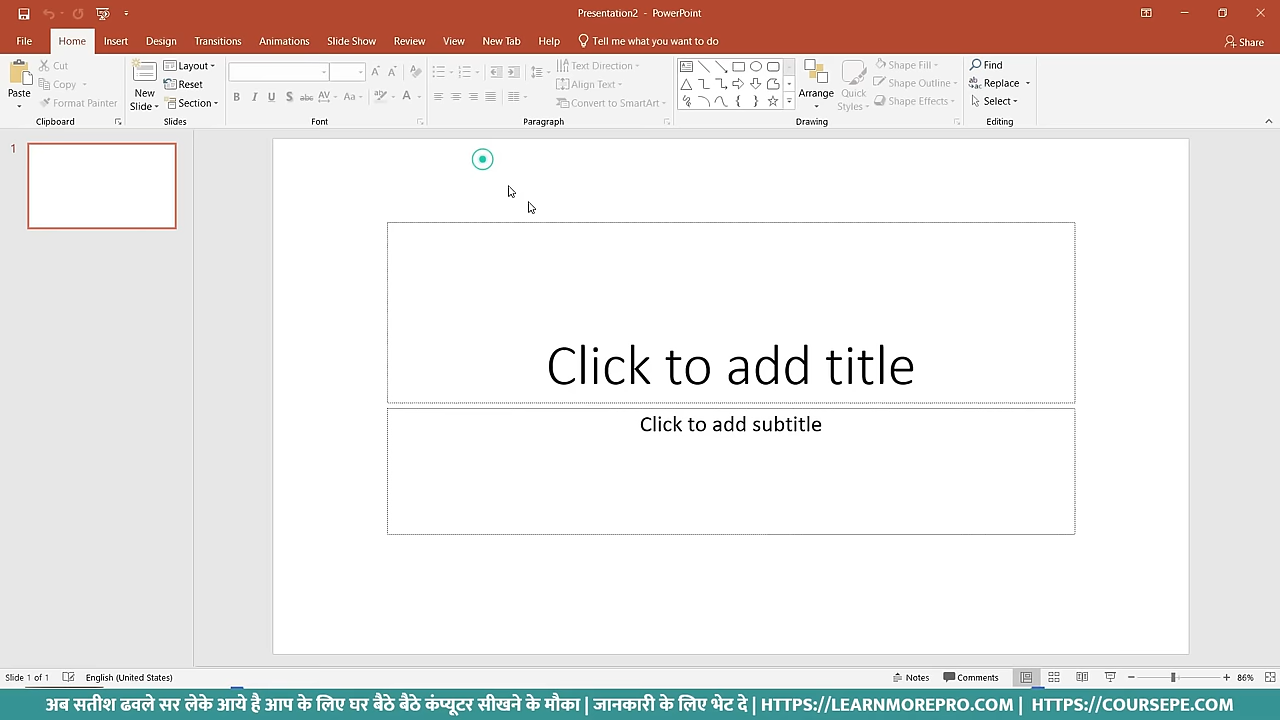 Presentation2 - PowerPoint
File Home Insert Design Transitions Animations Slide Show Review View New Tab Help Tell me what you want to do Share
Paste
Cut
Copy
Format Painter
Clipboard
New Slide
Layout
Reset
Section
Slides
Font
Text Direction
Align Text
Convert to SmartArt
Paragraph
Arrange
Quick Styles
Shape Fill
Shape Outline
Shape Effects
Drawing
Find
Replace
Select
Editing
1
Click to add title
Click to add subtitle
Slide 1 of 1 English (United States) Notes Comments 86%
अब सतीश ढवले सर लेके आये है आप के लिए घर बैठे बैठे कंप्यूटर सीखने के मौका | जानकारी के लिए भेट दे | HTTPS://LEARNMOREPRO.COM | HTTPS://COURSEPE.COM